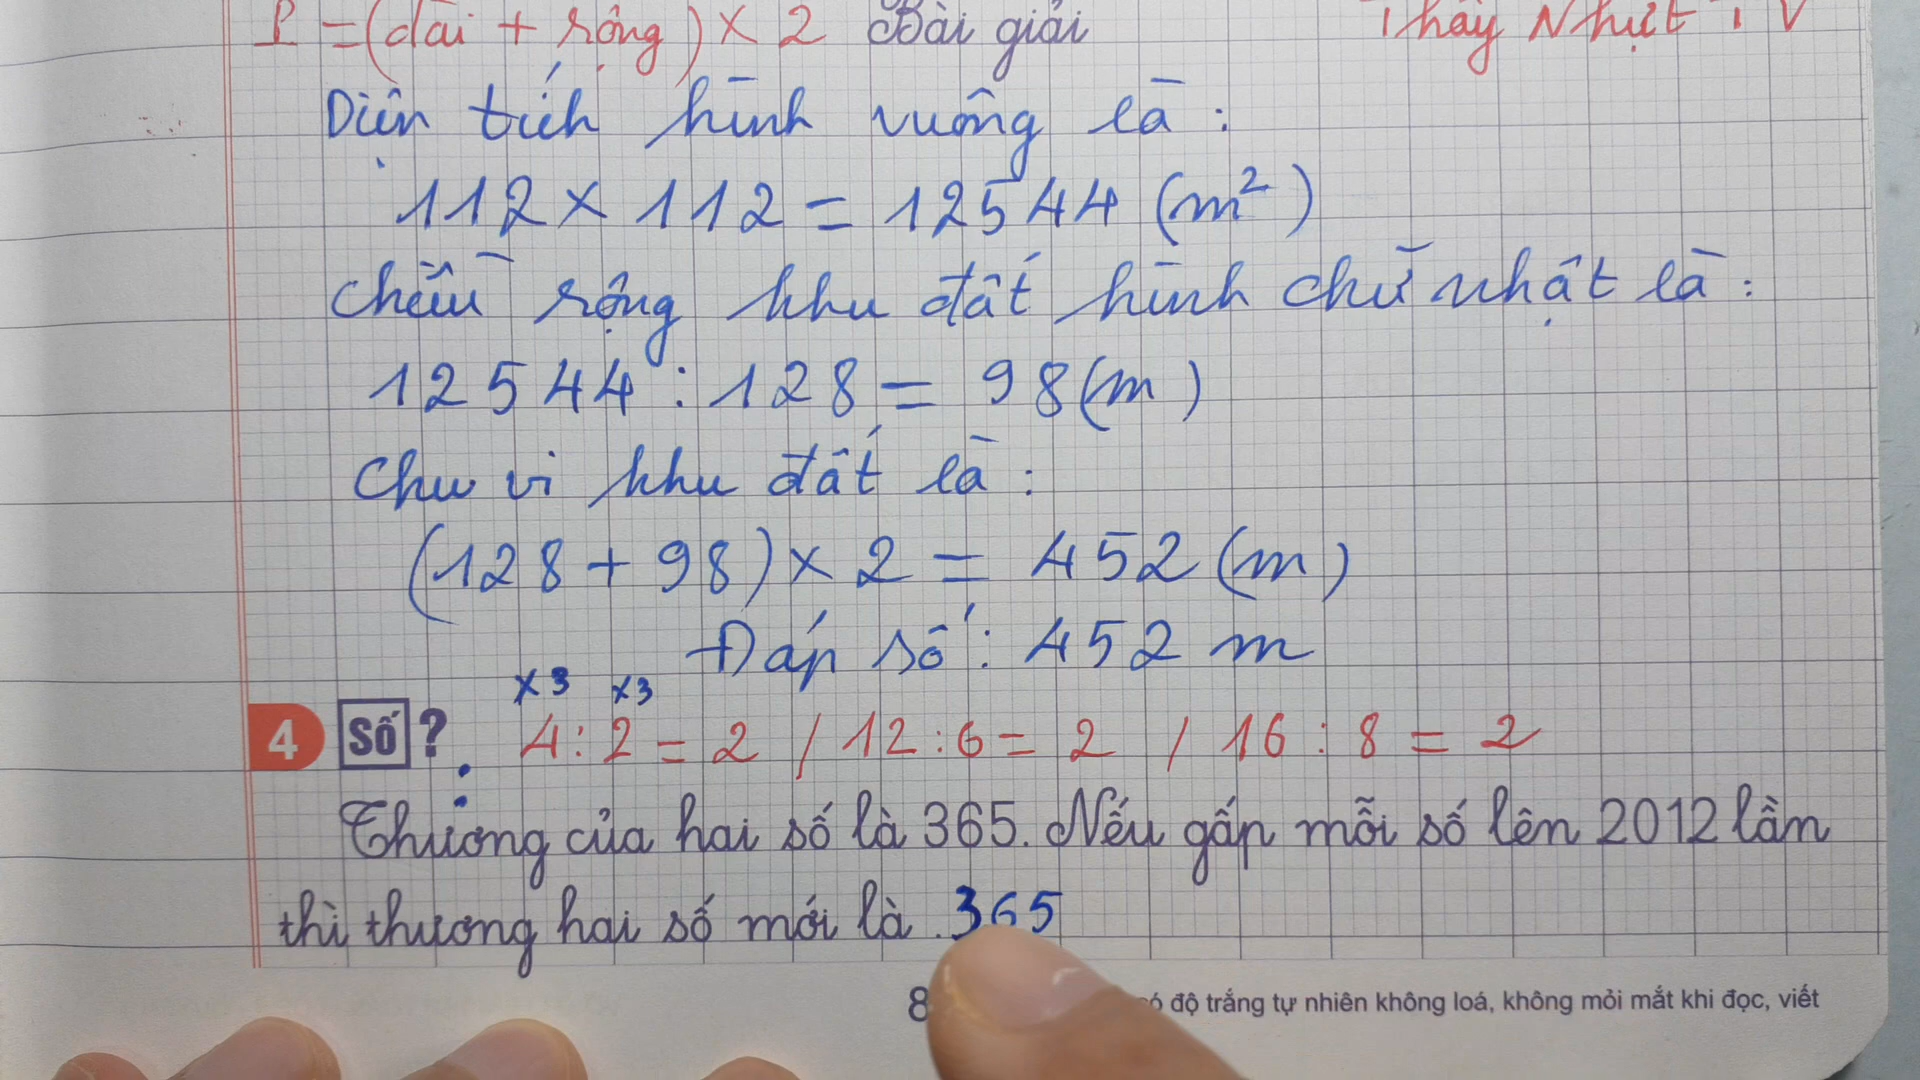 P = (dài + rộng) x 2 Bài giải Thầy Nhựt TV
Diện tích hình vuông là:
112 x 112 = 12544 (m²)
Chiều rộng khu đất hình chữ nhật là:
12544 : 128 = 98 (m)
Chu vi khu đất là:
(128 + 98) x 2 = 452 (m)
Đáp số: 452 m
x3 x3
4 Số ? 4 : 2 = 2 / 12 : 6 = 2 / 16 : 8 = 2
Thương của hai số là 365. Nếu gấp mỗi số lên 2012 lần
thì thương hai số mới là 365
8 có độ trắng tự nhiên không loá, không mỏi mắt khi đọc, viết